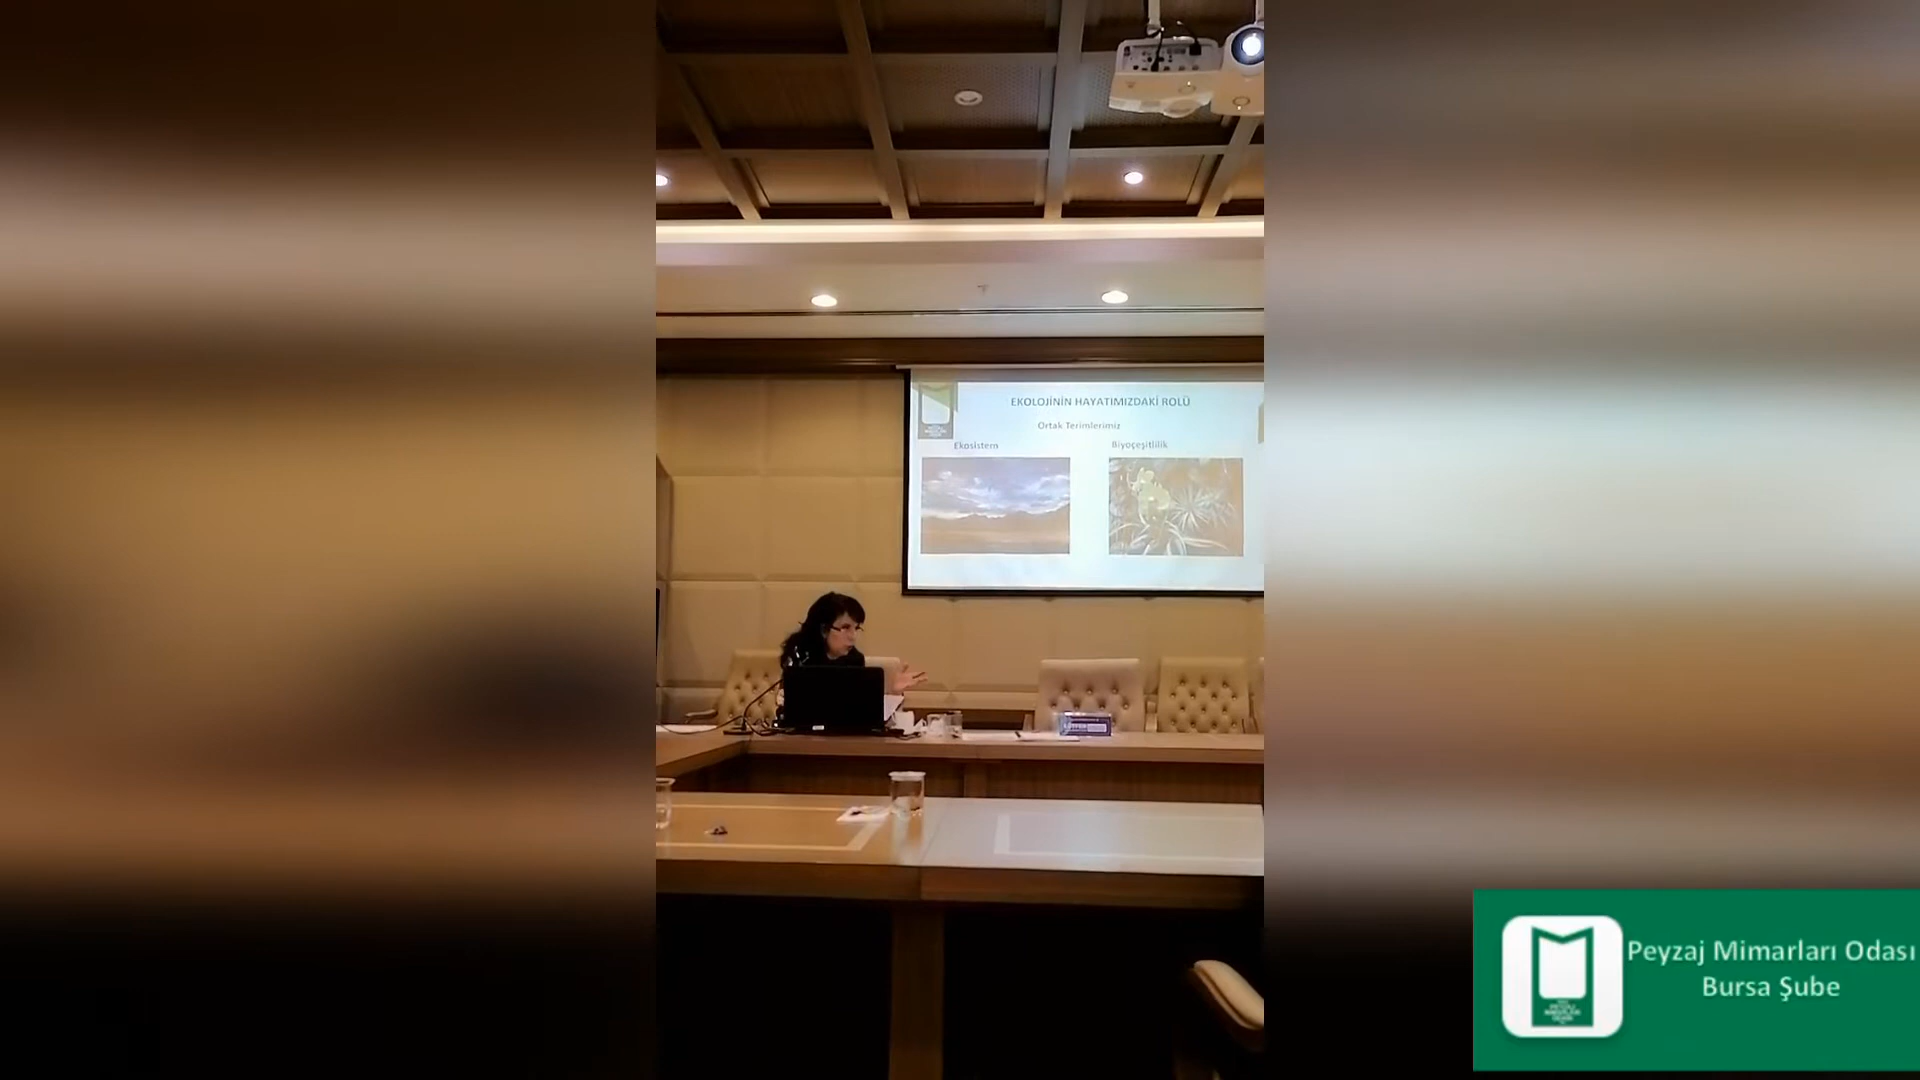 EKOLOJİNİN HAYATIMIZDAKİ ROLÜ
Ortak Terimlerimiz
Ekosistem
Biyoçeşitlilik
Peyzaj Mimarları Odası
Bursa Şube